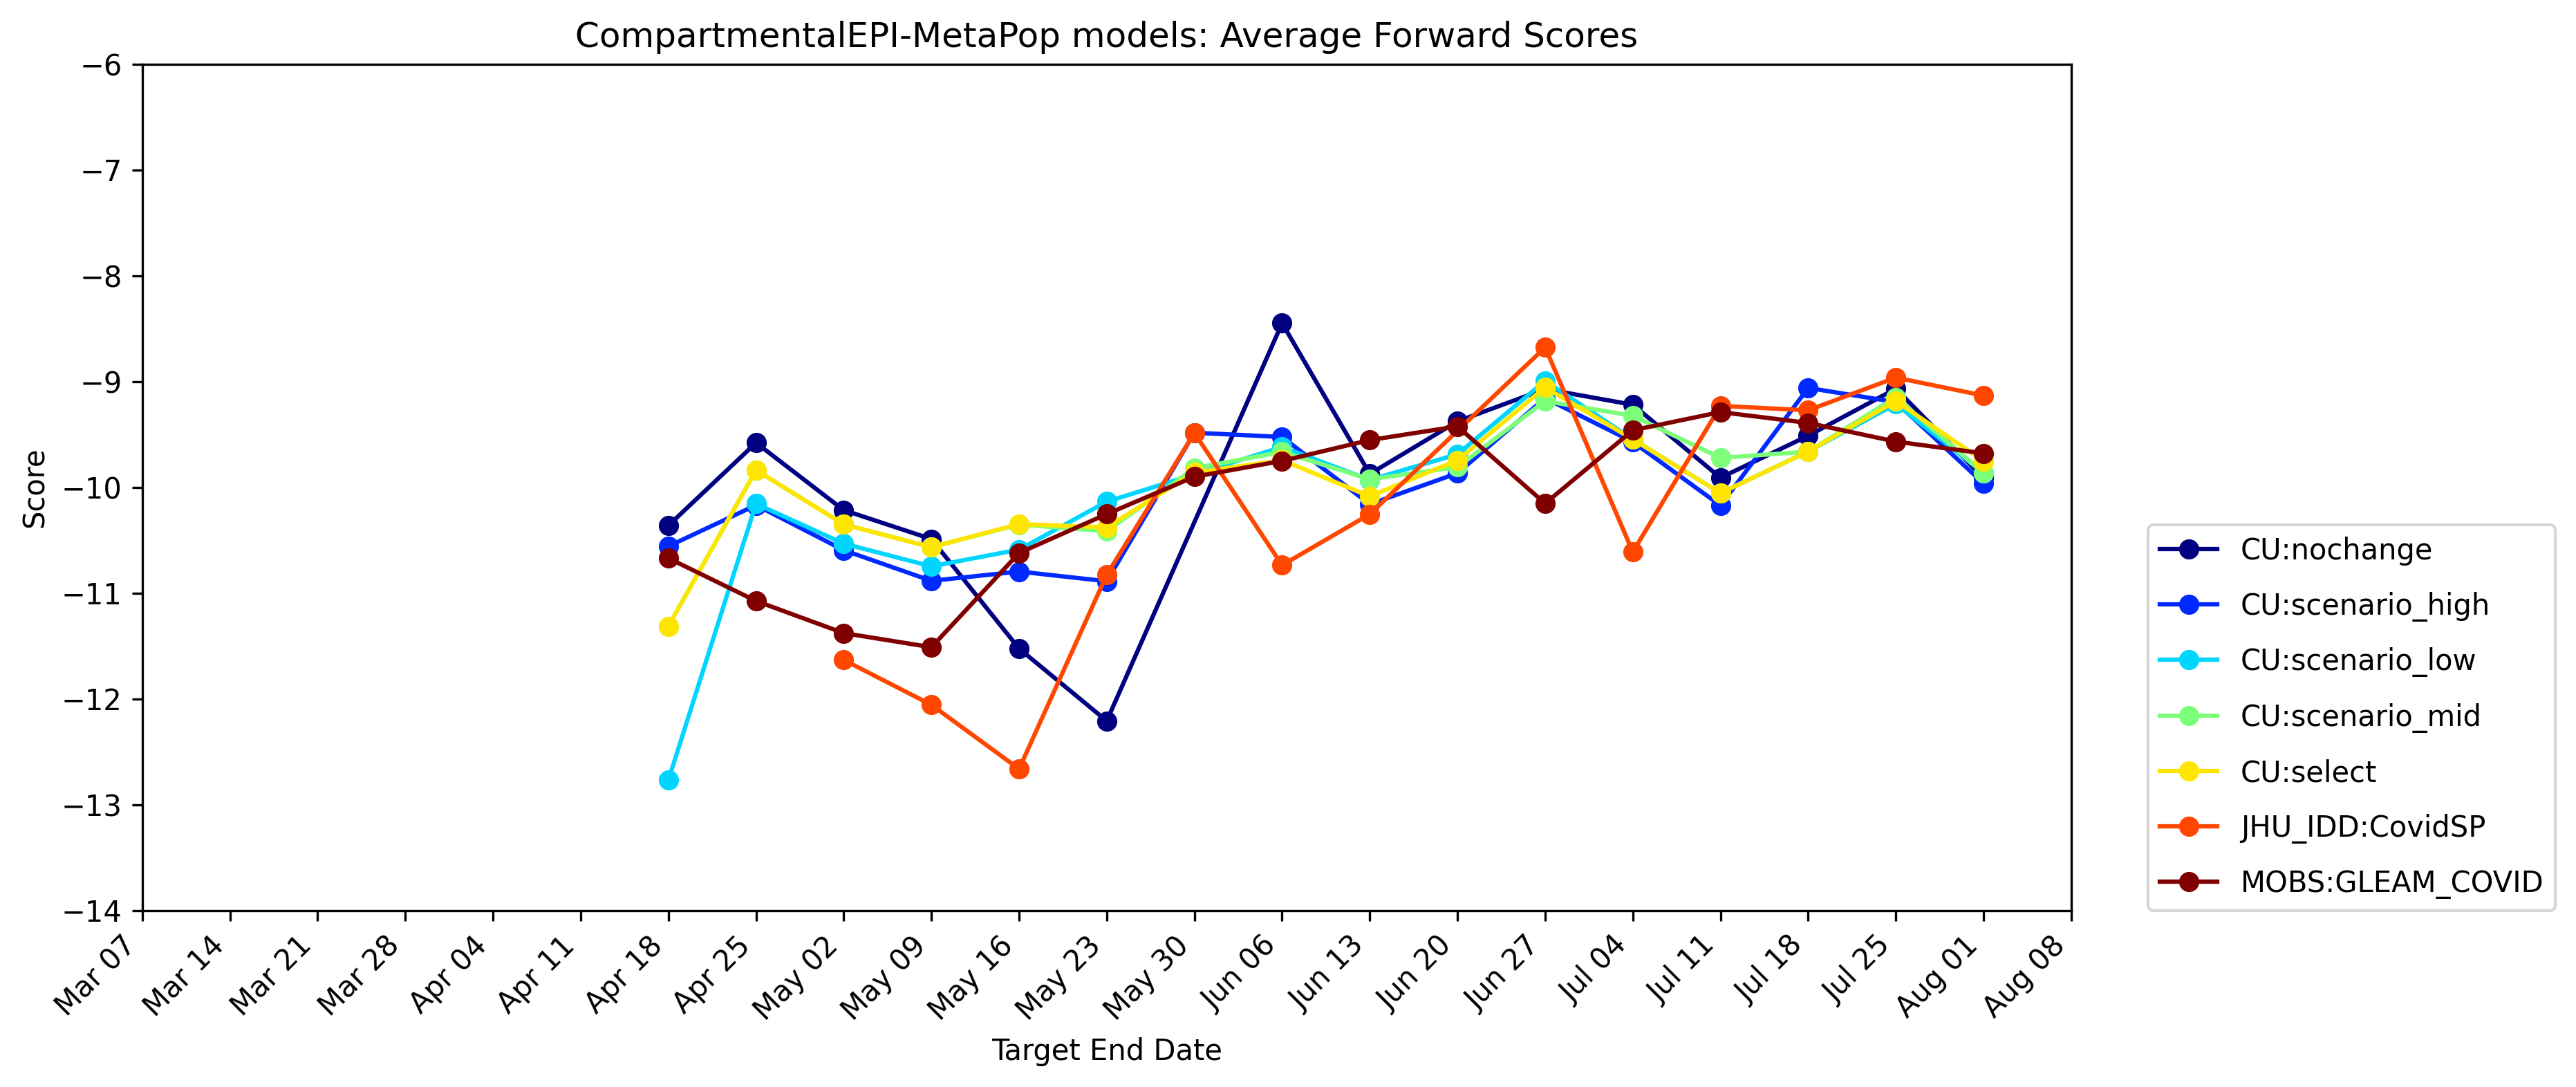 CompartmentalEPI-MetaPop models: Average Forward Scores
−6
−7
−8
−9
−10
−11
−12
−13
−14
Score
Mar 07
Mar 14
Mar 21
Mar 28
Apr 04
Apr 11
Apr 18
Apr 25
May 02
May 09
May 16
May 23
May 30
Jun 06
Jun 13
Jun 20
Jun 27
Jul 04
Jul 11
Jul 18
Jul 25
Aug 01
Aug 08
Target End Date
CU:nochange
CU:scenario_high
CU:scenario_low
CU:scenario_mid
CU:select
JHU_IDD:CovidSP
MOBS:GLEAM_COVID